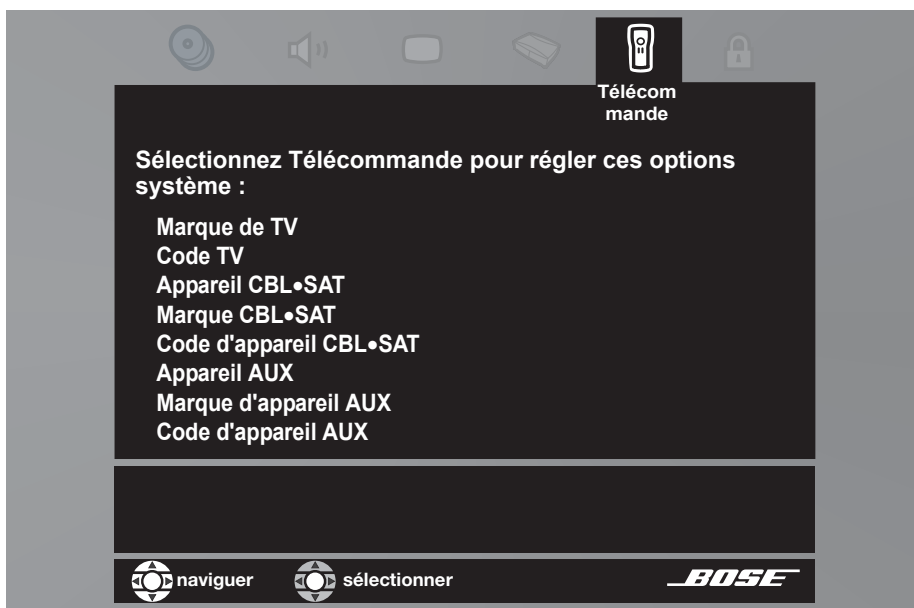 Télécom
mande
Sélectionnez Télécommande pour régler ces options
système :
Marque de TV
Code TV
Appareil CBL•SAT
Marque CBL•SAT
Code d'appareil CBL•SAT
Appareil AUX
Marque d'appareil AUX
Code d'appareil AUX
naviguer sélectionner BOSE